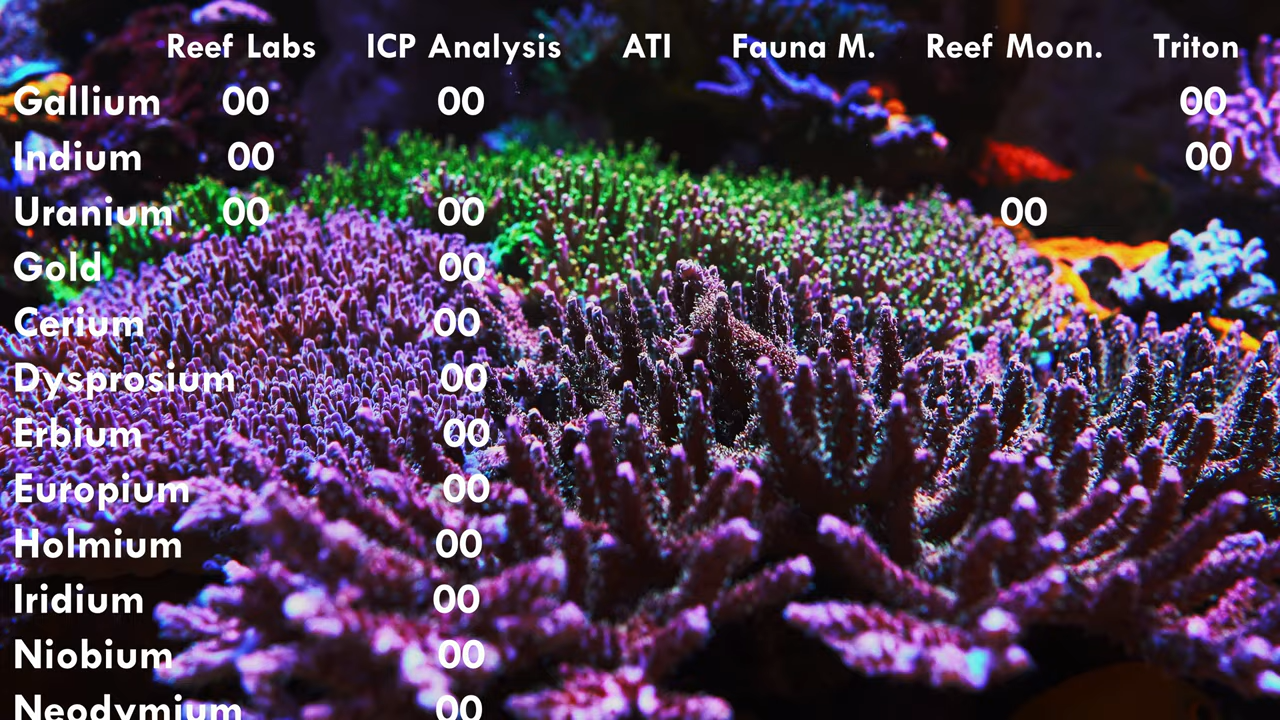 Reef Labs ICP Analysis ATI Fauna M. Reef Moon. Triton
Gallium 00 00 00
Indium 00 00
Uranium 00 00 00
Gold 00
Cerium 00
Dysprosium 00
Erbium 00
Europium 00
Holmium 00
Iridium 00
Niobium 00
Neodymium 00